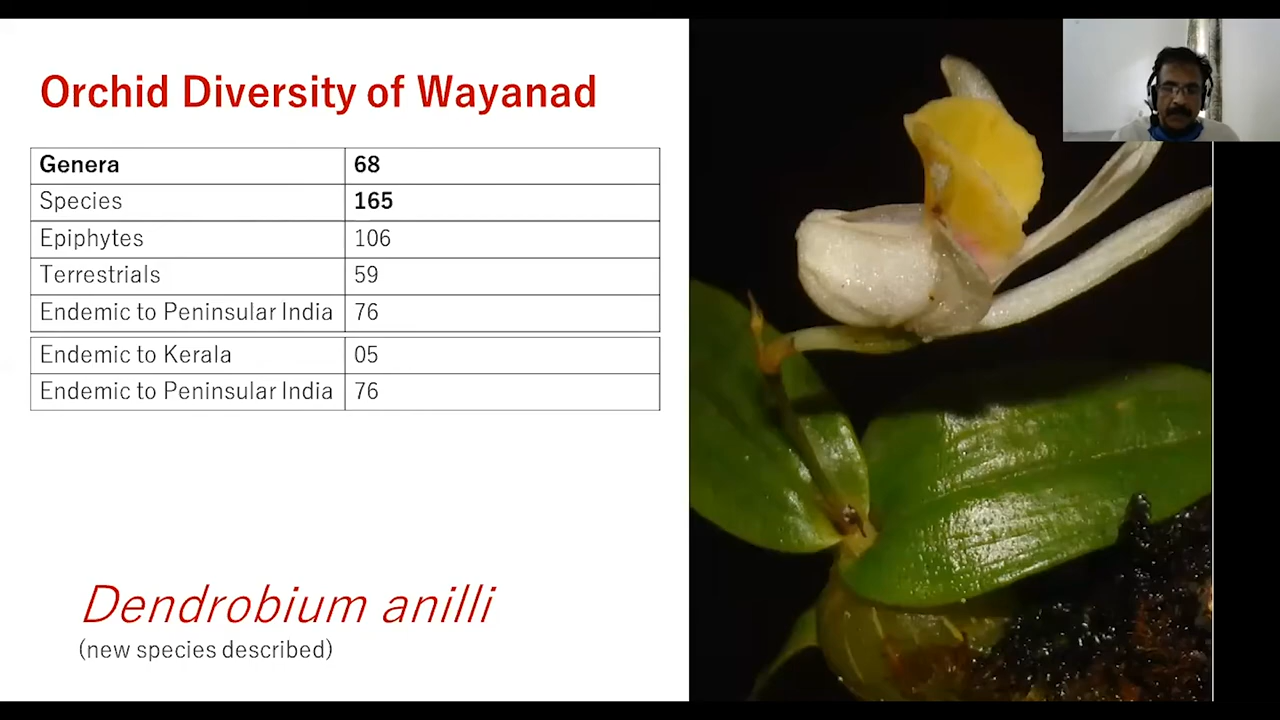 Orchid Diversity of Wayanad
Genera 68
Species 165
Epiphytes 106
Terrestrials 59
Endemic to Peninsular India 76
Endemic to Kerala 05
Endemic to Peninsular India 76
Dendrobium anilli
(new species described)